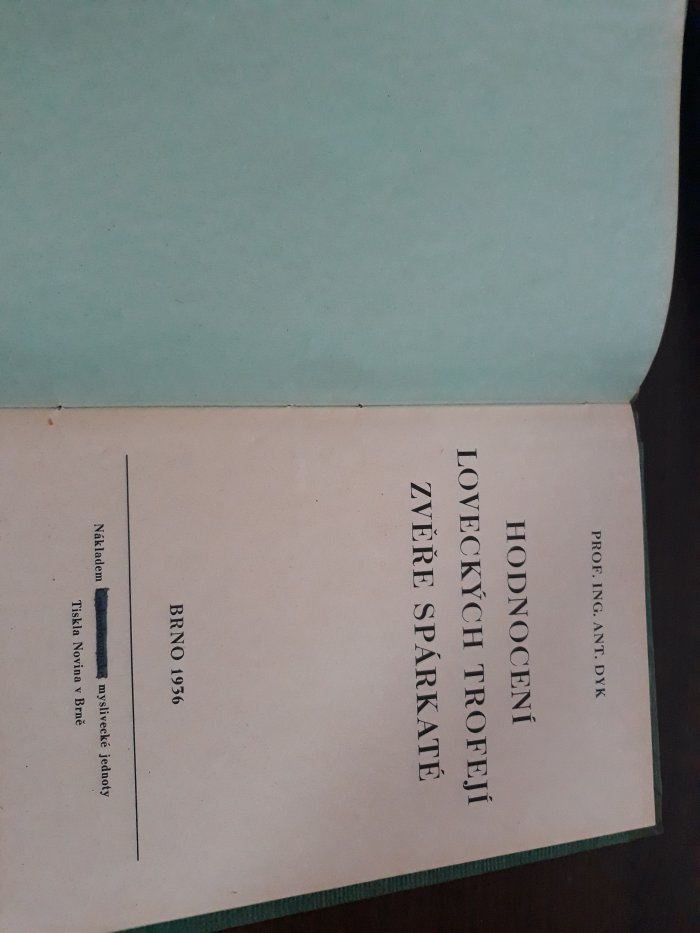 PROF. ING. ANT. DYK
HODNOCENÍ
LOVECKÝCH TROFEJÍ
ZVĚŘE SPÁRKATÉ
BRNO 1936
Nákladem myslivecké jednoty
Tiskla Novina v Brně